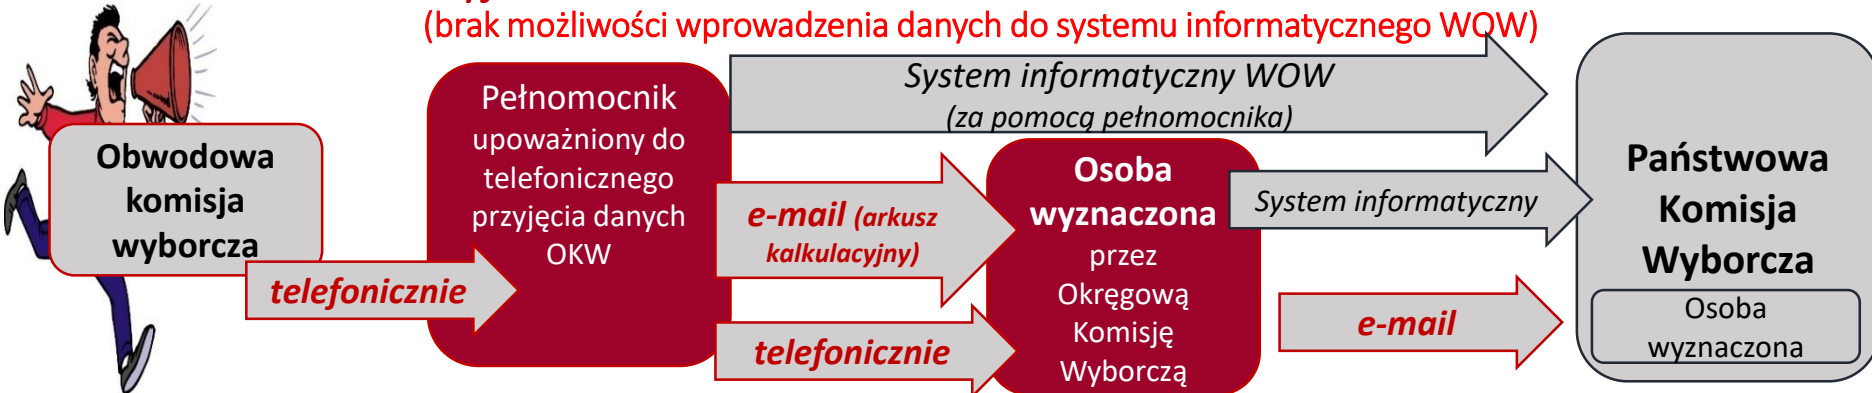 (brak możliwości wprowadzenia danych do systemu informatycznego WOW)
Obwodowa
komisja
wyborcza
telefonicznie
Pełnomocnik
upoważniony do
telefonicznego
przyjęcia danych
OKW
System informatyczny WOW
(za pomocą pełnomocnika)
e-mail (arkusz
kalkulacyjny)
telefonicznie
Osoba
wyznaczona
przez
Okręgową
Komisję
Wyborczą
System informatyczny
e-mail
Państwowa
Komisja
Wyborcza
Osoba
wyznaczona